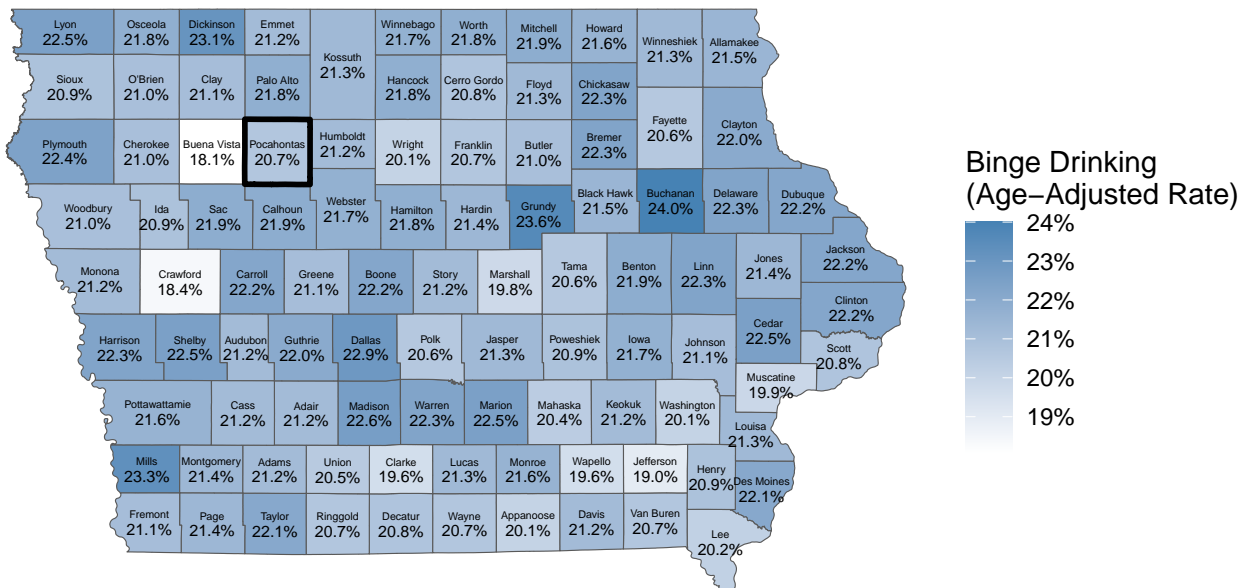 Lyon
22.5%
Osceola
21.8%
Dickinson
23.1%
Emmet
21.2%
Kossuth
21.3%
Winnebago
21.7%
Worth
21.8%
Mitchell
21.9%
Howard
21.6%
Winneshiek
21.3%
Allamakee
21.5%
Sioux
20.9%
O'Brien
21.0%
Clay
21.1%
Palo Alto
21.8%
Hancock
21.8%
Cerro Gordo
20.8%
Floyd
21.3%
Chickasaw
22.3%
Fayette
20.6%
Clayton
22.0%
Plymouth
22.4%
Cherokee
21.0%
Buena Vista
18.1%
Pocahontas
20.7%
Humboldt
21.2%
Wright
20.1%
Franklin
20.7%
Butler
21.0%
Bremer
22.3%
Woodbury
21.0%
Ida
20.9%
Sac
21.9%
Calhoun
21.9%
Webster
21.7%
Hamilton
21.8%
Hardin
21.4%
Grundy
23.6%
Black Hawk
21.5%
Buchanan
24.0%
Delaware
22.3%
Dubuque
22.2%
Monona
21.2%
Crawford
18.4%
Carroll
22.2%
Greene
21.1%
Boone
22.2%
Story
21.2%
Marshall
19.8%
Tama
20.6%
Benton
21.9%
Linn
22.3%
Jones
21.4%
Jackson
22.2%
Clinton
22.2%
Harrison
22.3%
Shelby
22.5%
Audubon
21.2%
Guthrie
22.0%
Dallas
22.9%
Polk
20.6%
Jasper
21.3%
Poweshiek
20.9%
Iowa
21.7%
Johnson
21.1%
Cedar
22.5%
Scott
20.8%
Muscatine
19.9%
Pottawattamie
21.6%
Cass
21.2%
Adair
21.2%
Madison
22.6%
Warren
22.3%
Marion
22.5%
Mahaska
20.4%
Keokuk
21.2%
Washington
20.1%
Louisa
21.3%
Mills
23.3%
Montgomery
21.4%
Adams
21.2%
Union
20.5%
Clarke
19.6%
Lucas
21.3%
Monroe
21.6%
Wapello
19.6%
Jefferson
19.0%
Henry
20.9%
Des Moines
22.1%
Fremont
21.1%
Page
21.4%
Taylor
22.1%
Ringgold
20.7%
Decatur
20.8%
Wayne
20.7%
Appanoose
20.1%
Davis
21.2%
Van Buren
20.7%
Lee
20.2%
Binge Drinking
(Age−Adjusted Rate)
24%
23%
22%
21%
20%
19%